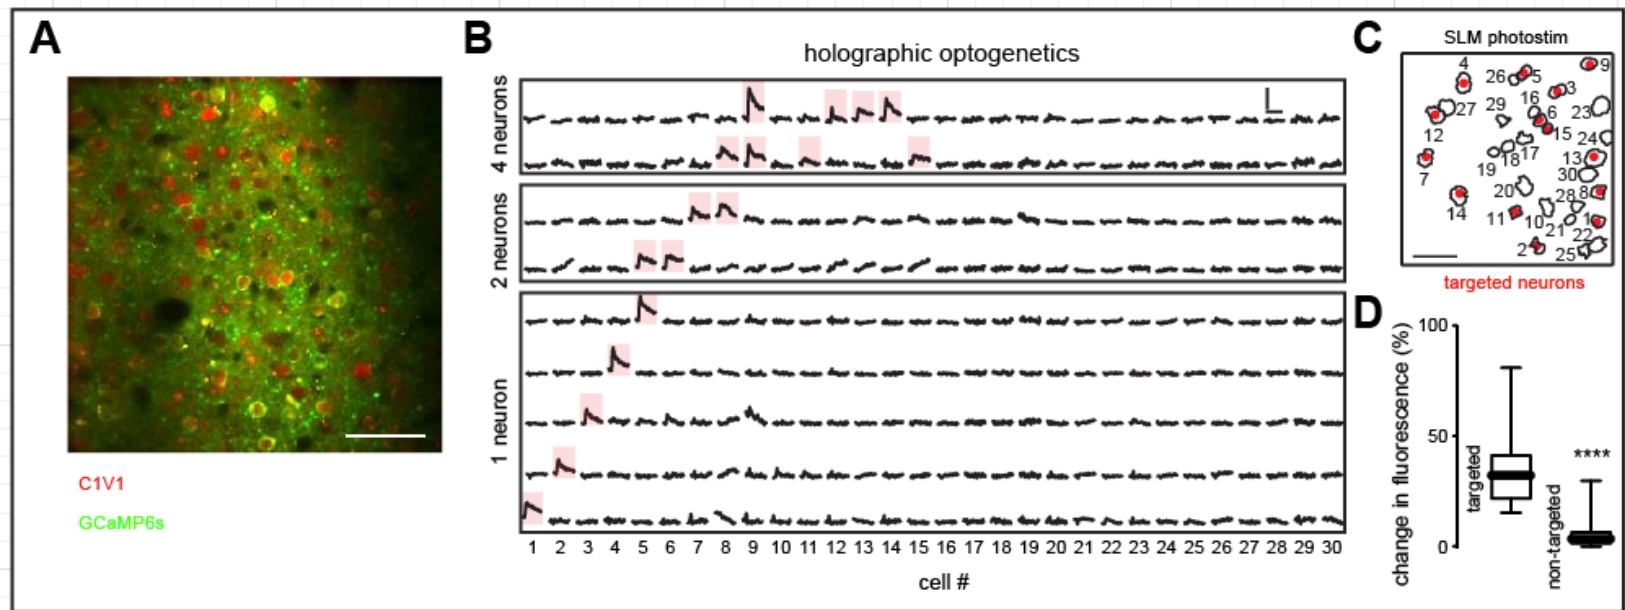 A
C1V1
GCaMP6s
B
holographic optogenetics
4 neurons
2 neurons
1 neuron
1 2 3 4 5 6 7 8 9 10 11 12 13 14 15 16 17 18 19 20 21 22 23 24 25 26 27 28 29 30
cell #
C
SLM photostim
4 26 5 9
27 29 16 3 23
12 6 15 24
7 19 18 17 13
20 30
14 11 10 28 8
21 1
2 22
25
targeted neurons
D
change in fluorescence (%)
100
50
0
targeted
non-targeted
****